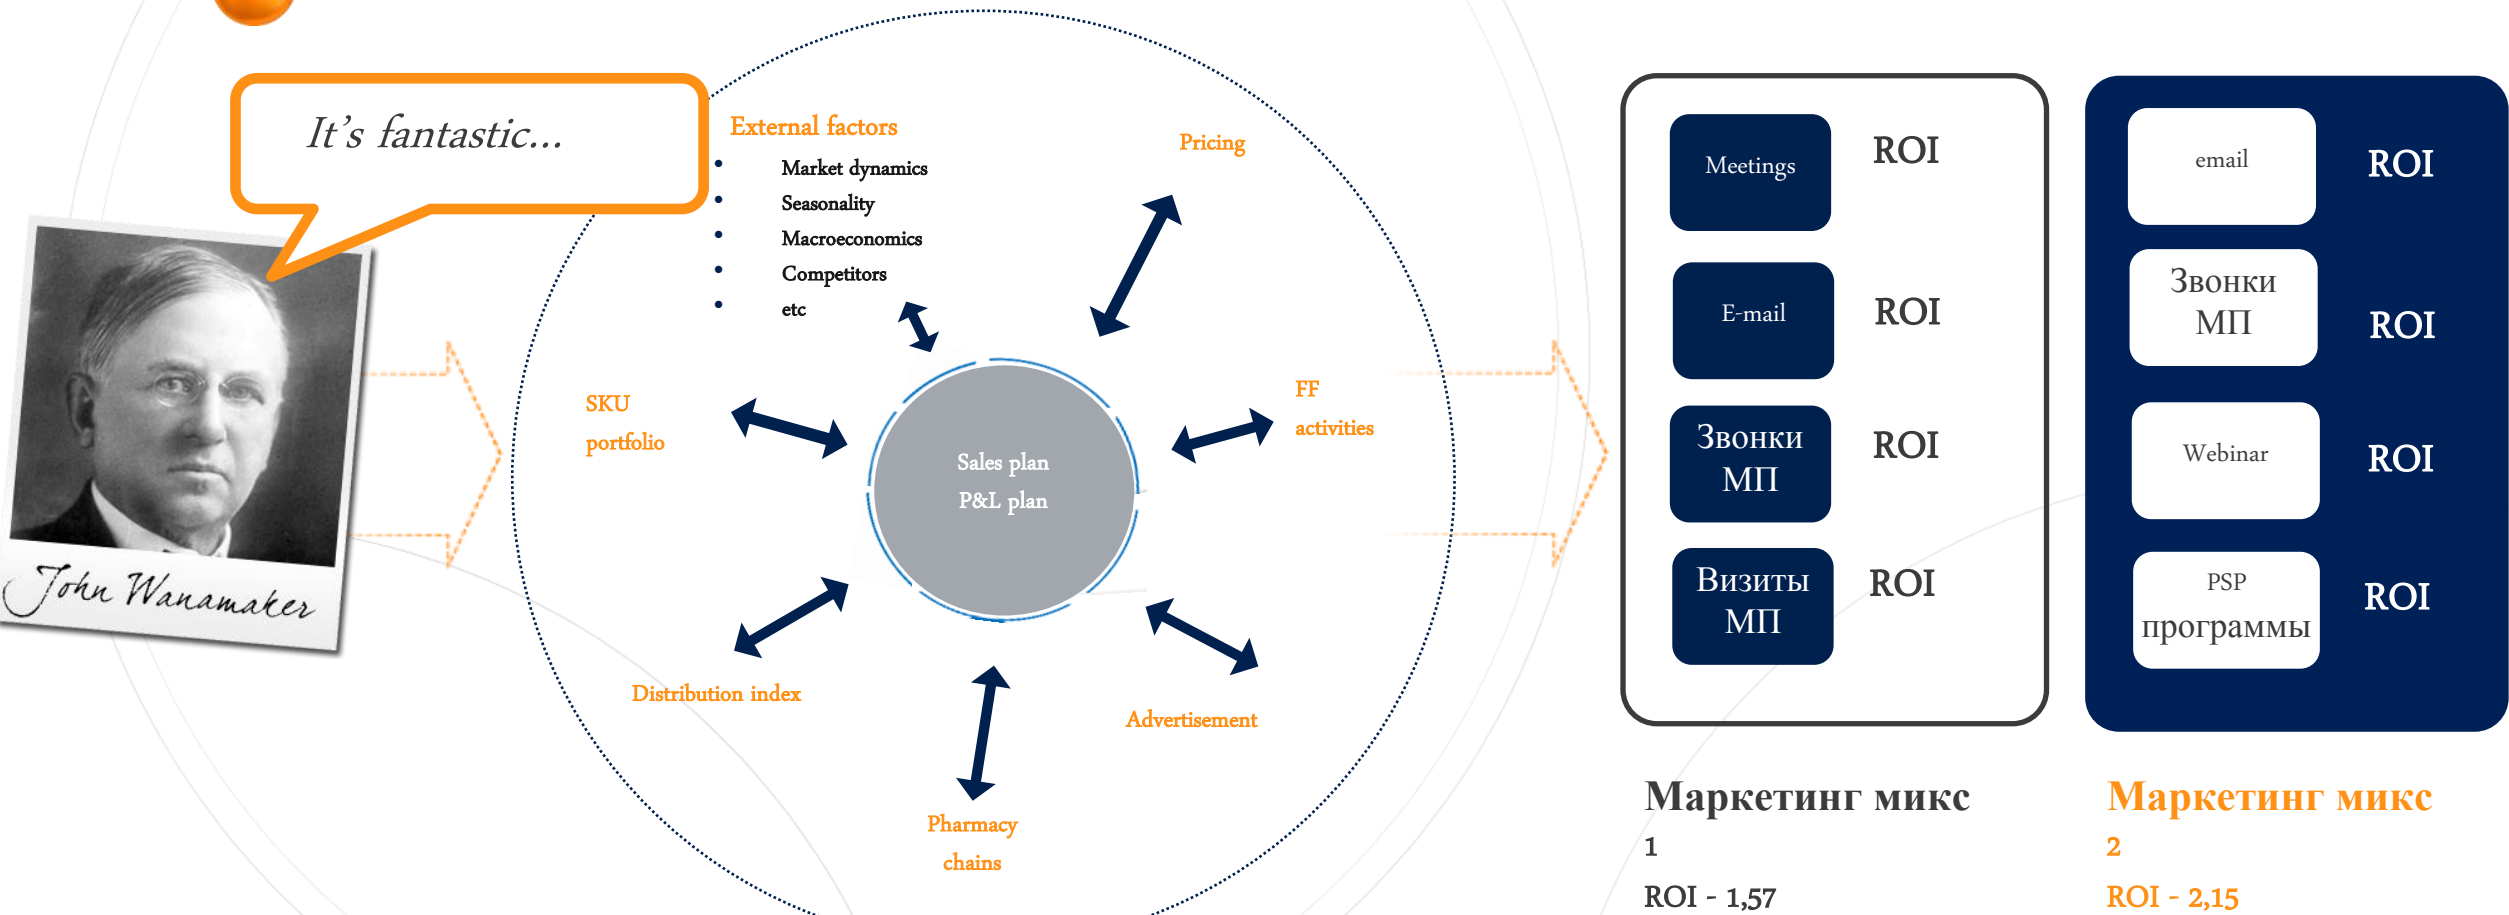 It's fantastic...
John Wanamaker
External factors
• Market dynamics
• Seasonality
• Macroeconomics
• Competitors
• etc
Pricing
SKU
portfolio
FF
activities
Sales plan
P&L plan
Distribution index
Advertisement
Pharmacy
chains
Meetings
ROI
E-mail
ROI
Звонки
МП
ROI
Визиты
МП
ROI
Маркетинг микс
1
ROI - 1,57
email
ROI
Звонки
МП
ROI
Webinar
ROI
PSP
программы
ROI
Маркетинг микс
2
ROI - 2,15